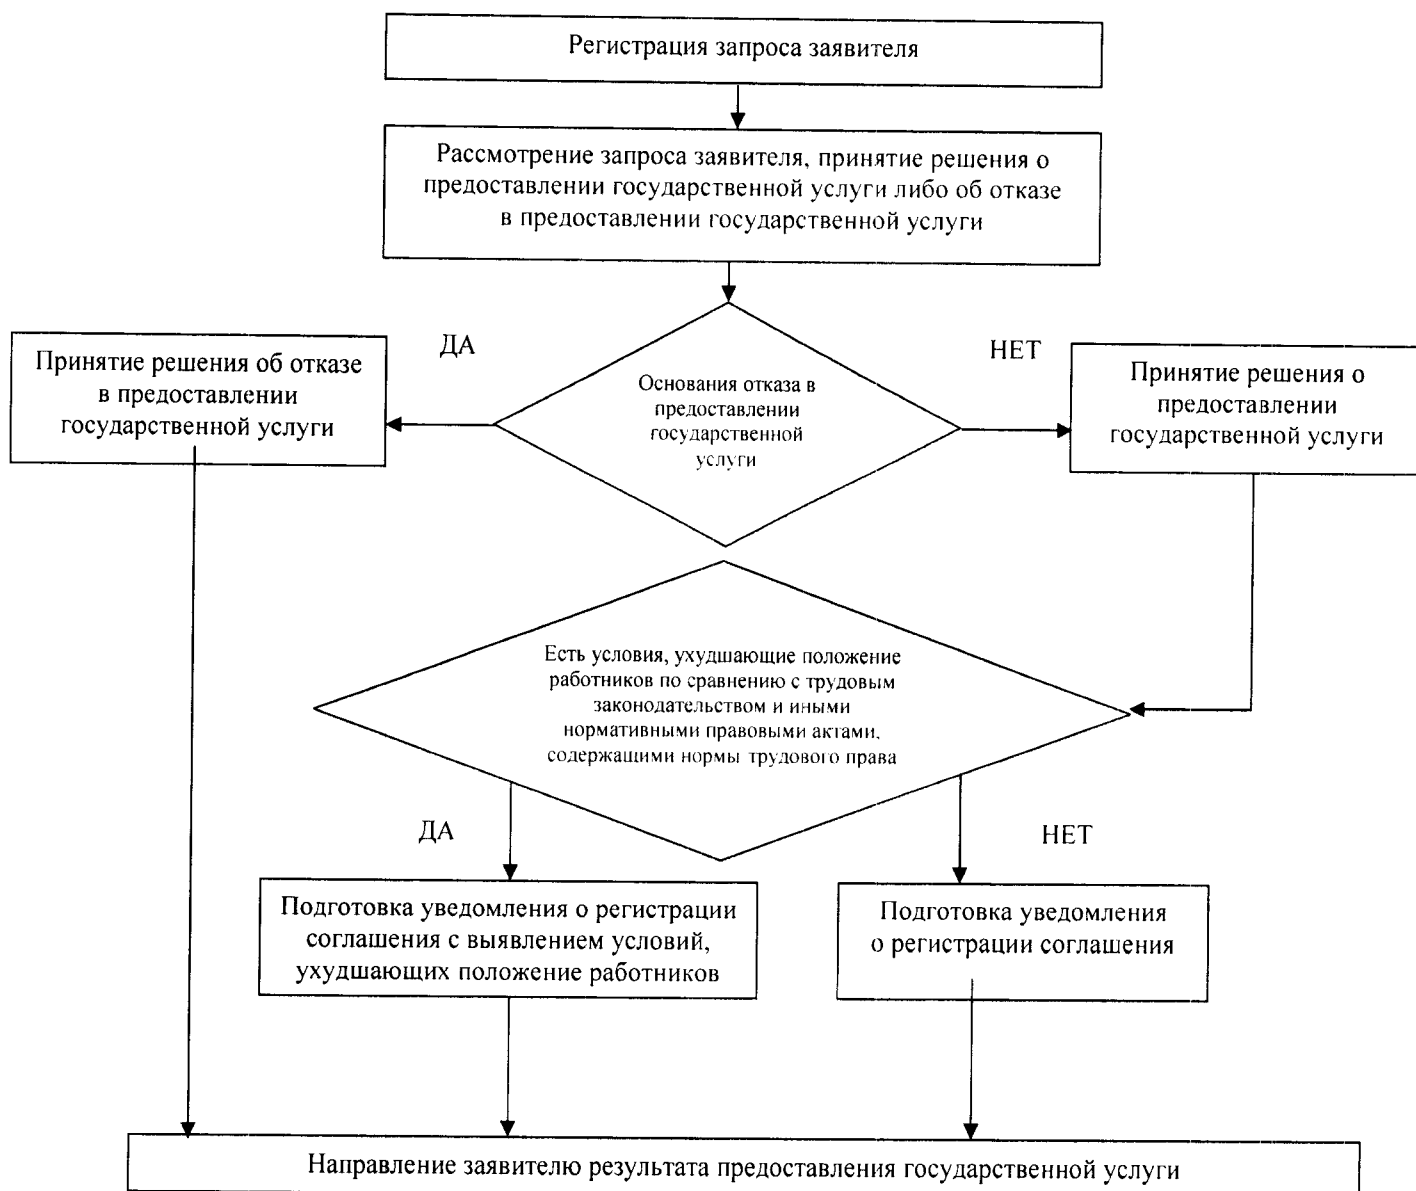 Регистрация запроса заявителя
Рассмотрение запроса заявителя, принятие решения о
предоставлении государственной услуги либо об отказе
в предоставлении государственной услуги
ДА
НЕТ
Принятие решения об отказе
в предоставлении
государственной услуги
Основания отказа в
предоставлении
государственной
услуги
Принятие решения о
предоставлении
государственной услуги
Есть условия, ухудшающие положение
работников по сравнению с трудовым
законодательством и иными
нормативными правовыми актами,
содержащими нормы трудового права
ДА
НЕТ
Подготовка уведомления о регистрации
соглашения с выявлением условий,
ухудшающих положение работников
Подготовка уведомления
о регистрации соглашения
Направление заявителю результата предоставления государственной услуги